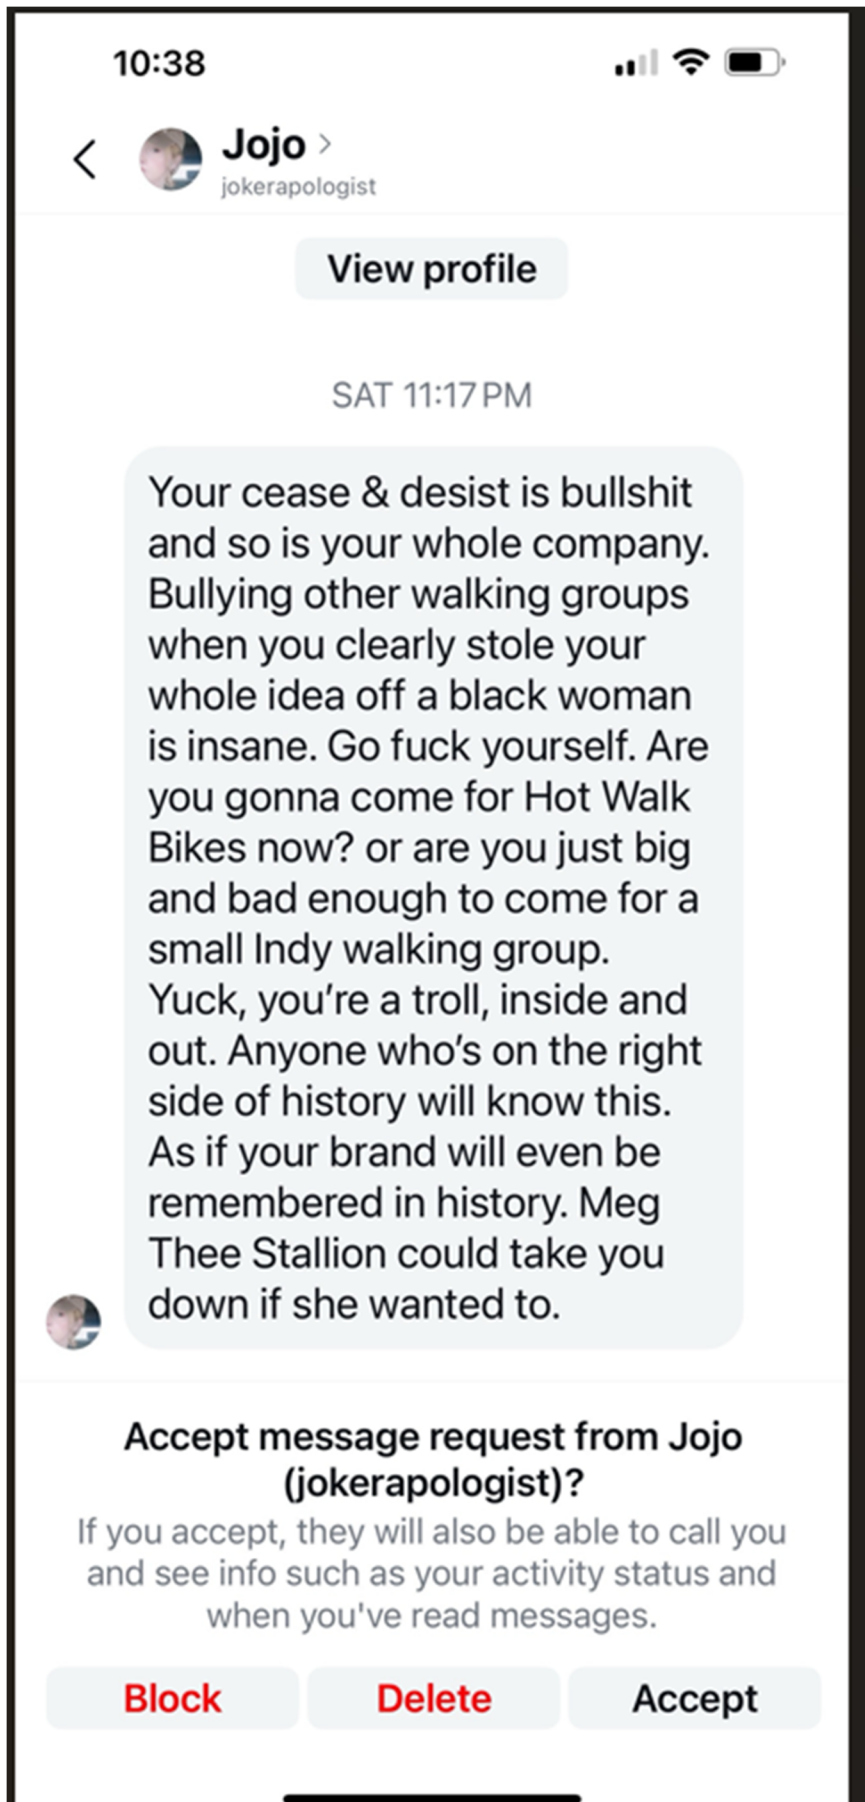 10:38
Jojo >
jokerapologist
View profile
SAT 11:17 PM
Your cease & desist is bullshit
and so is your whole company.
Bullying other walking groups
when you clearly stole your
whole idea off a black woman
is insane. Go fuck yourself. Are
you gonna come for Hot Walk
Bikes now? or are you just big
and bad enough to come for a
small Indy walking group.
Yuck, you’re a troll, inside and
out. Anyone who’s on the right
side of history will know this.
As if your brand will even be
remembered in history. Meg
Thee Stallion could take you
down if she wanted to.
Accept message request from Jojo
(jokerapologist)?
If you accept, they will also be able to call you
and see info such as your activity status and
when you've read messages.
Block Delete Accept